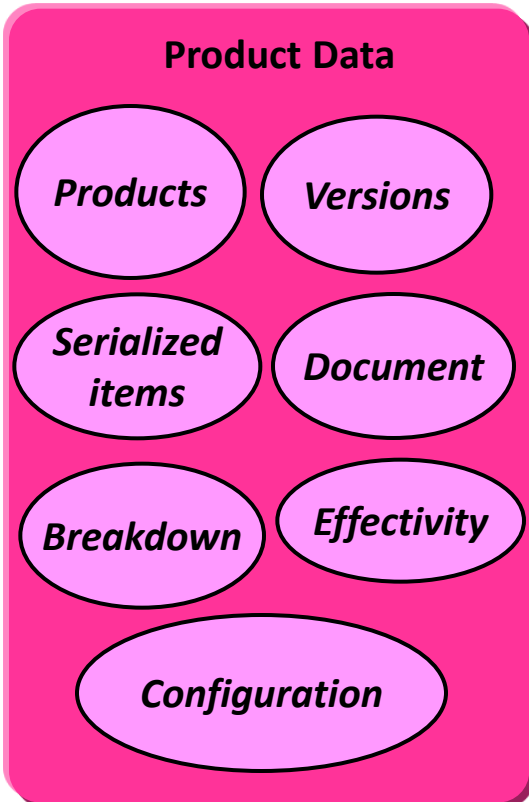 Product Data
Products
Versions
Serialized
items
Document
Breakdown
Effectivity
Configuration